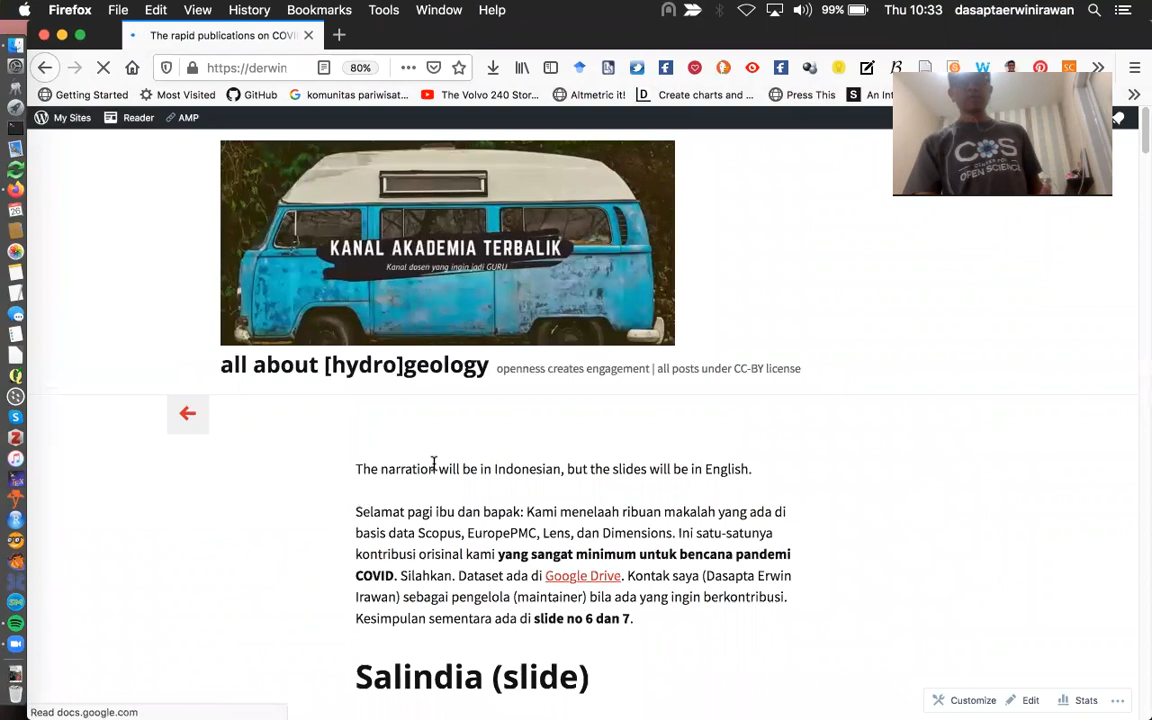 Firefox File Edit View History Bookmarks Tools Window Help 99% Thu 10:33 dasaptaerwinirawan
The rapid publications on COVI
https://derwin 80%
Getting Started Most Visited GitHub komunitas pariwisat... The Volvo 240 Stor... Altmetric it! Create charts and ... Press This An Int
My Sites Reader AMP
COS
CENTER FOR
OPEN SCIENCE
KANAL AKADEMIA TERBALIK
Kanal dosen yang ingin jadi GURU
all about [hydro]geology openness creates engagement | all posts under CC-BY license
The narration will be in Indonesian, but the slides will be in English.
Selamat pagi ibu dan bapak: Kami menelaah ribuan makalah yang ada di
basis data Scopus, EuropePMC, Lens, dan Dimensions. Ini satu-satunya
kontribusi orisinal kami yang sangat minimum untuk bencana pandemi
COVID. Silahkan. Dataset ada di Google Drive. Kontak saya (Dasapta Erwin
Irawan) sebagai pengelola (maintainer) bila ada yang ingin berkontribusi.
Kesimpulan sementara ada di slide no 6 dan 7.
Salindia (slide)
Customize Edit Stats
Read docs.google.com